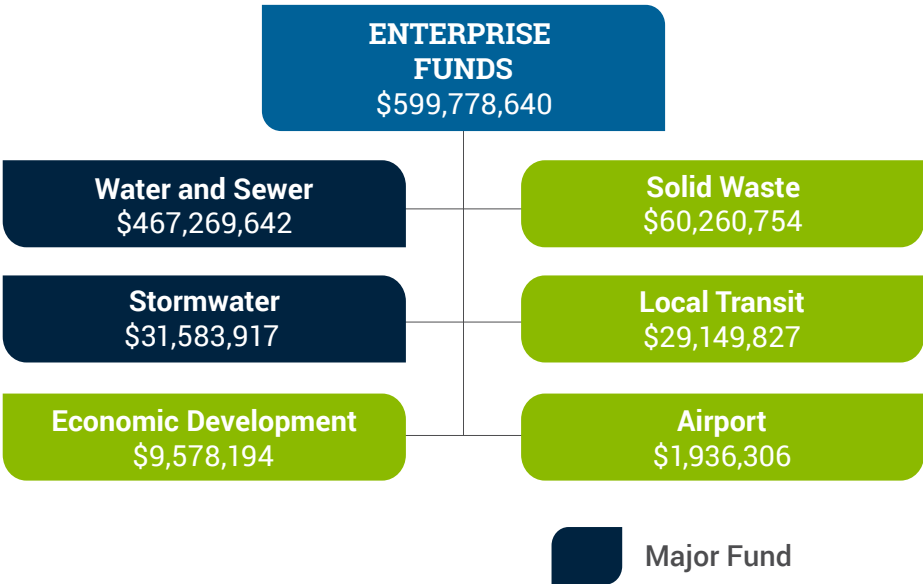 ENTERPRISE
FUNDS
$599,778,640
Water and Sewer
$467,269,642
Solid Waste
$60,260,754
Stormwater
$31,583,917
Local Transit
$29,149,827
Economic Development
$9,578,194
Airport
$1,936,306
Major Fund